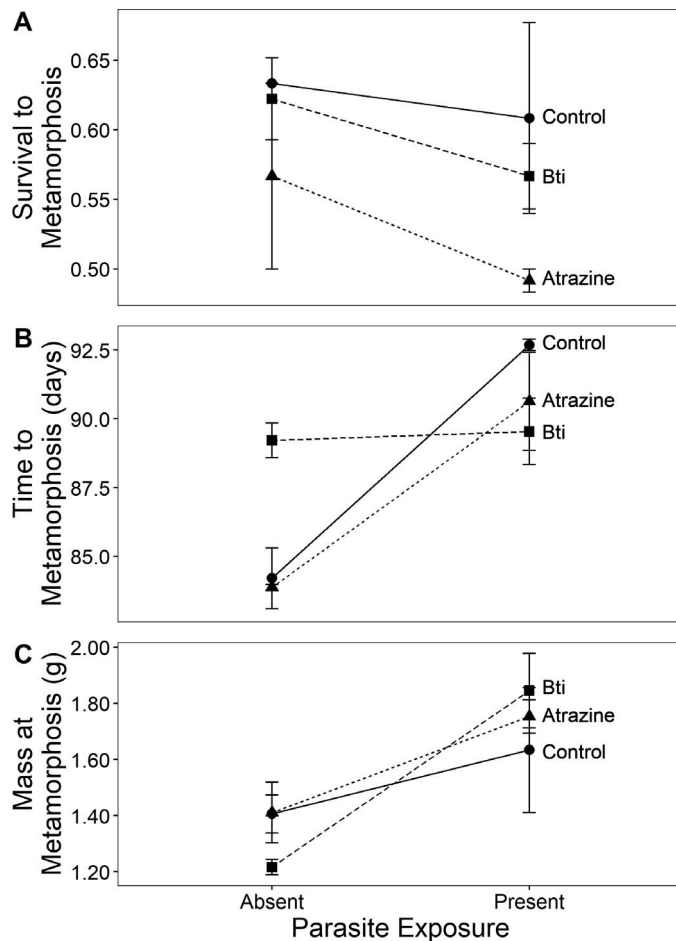 A
Survival to
Metamorphosis
0.65
0.60
0.55
0.50
Control
Bti
Atrazine
B
Time to
Metamorphosis (days)
92.5
90.0
87.5
85.0
Control
Atrazine
Bti
C
Mass at
Metamorphosis (g)
2.00
1.80
1.60
1.40
1.20
Bti
Atrazine
Control
Absent
Present
Parasite Exposure